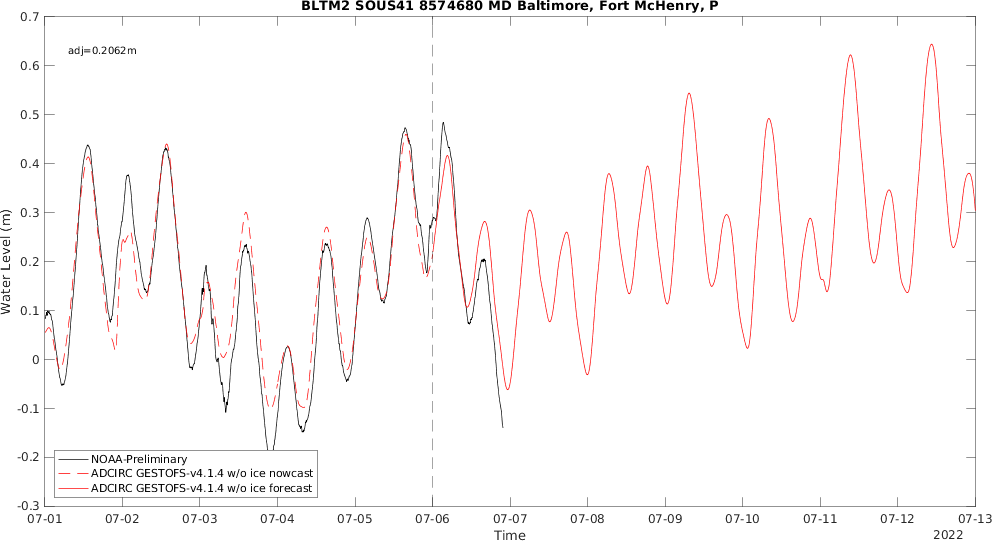 BLTM2 SOUS41 8574680 MD Baltimore, Fort McHenry, P
adj=0.2062m
0.7
0.6
0.5
0.4
0.3
0.2
0.1
0
-0.1
-0.2
-0.3
Water Level (m)
NOAA-Preliminary
ADCIRC GESTOFS-v4.1.4 w/o ice nowcast
ADCIRC GESTOFS-v4.1.4 w/o ice forecast
07-01 07-02 07-03 07-04 07-05 07-06 07-07 07-08 07-09 07-10 07-11 07-12 07-13
Time
2022